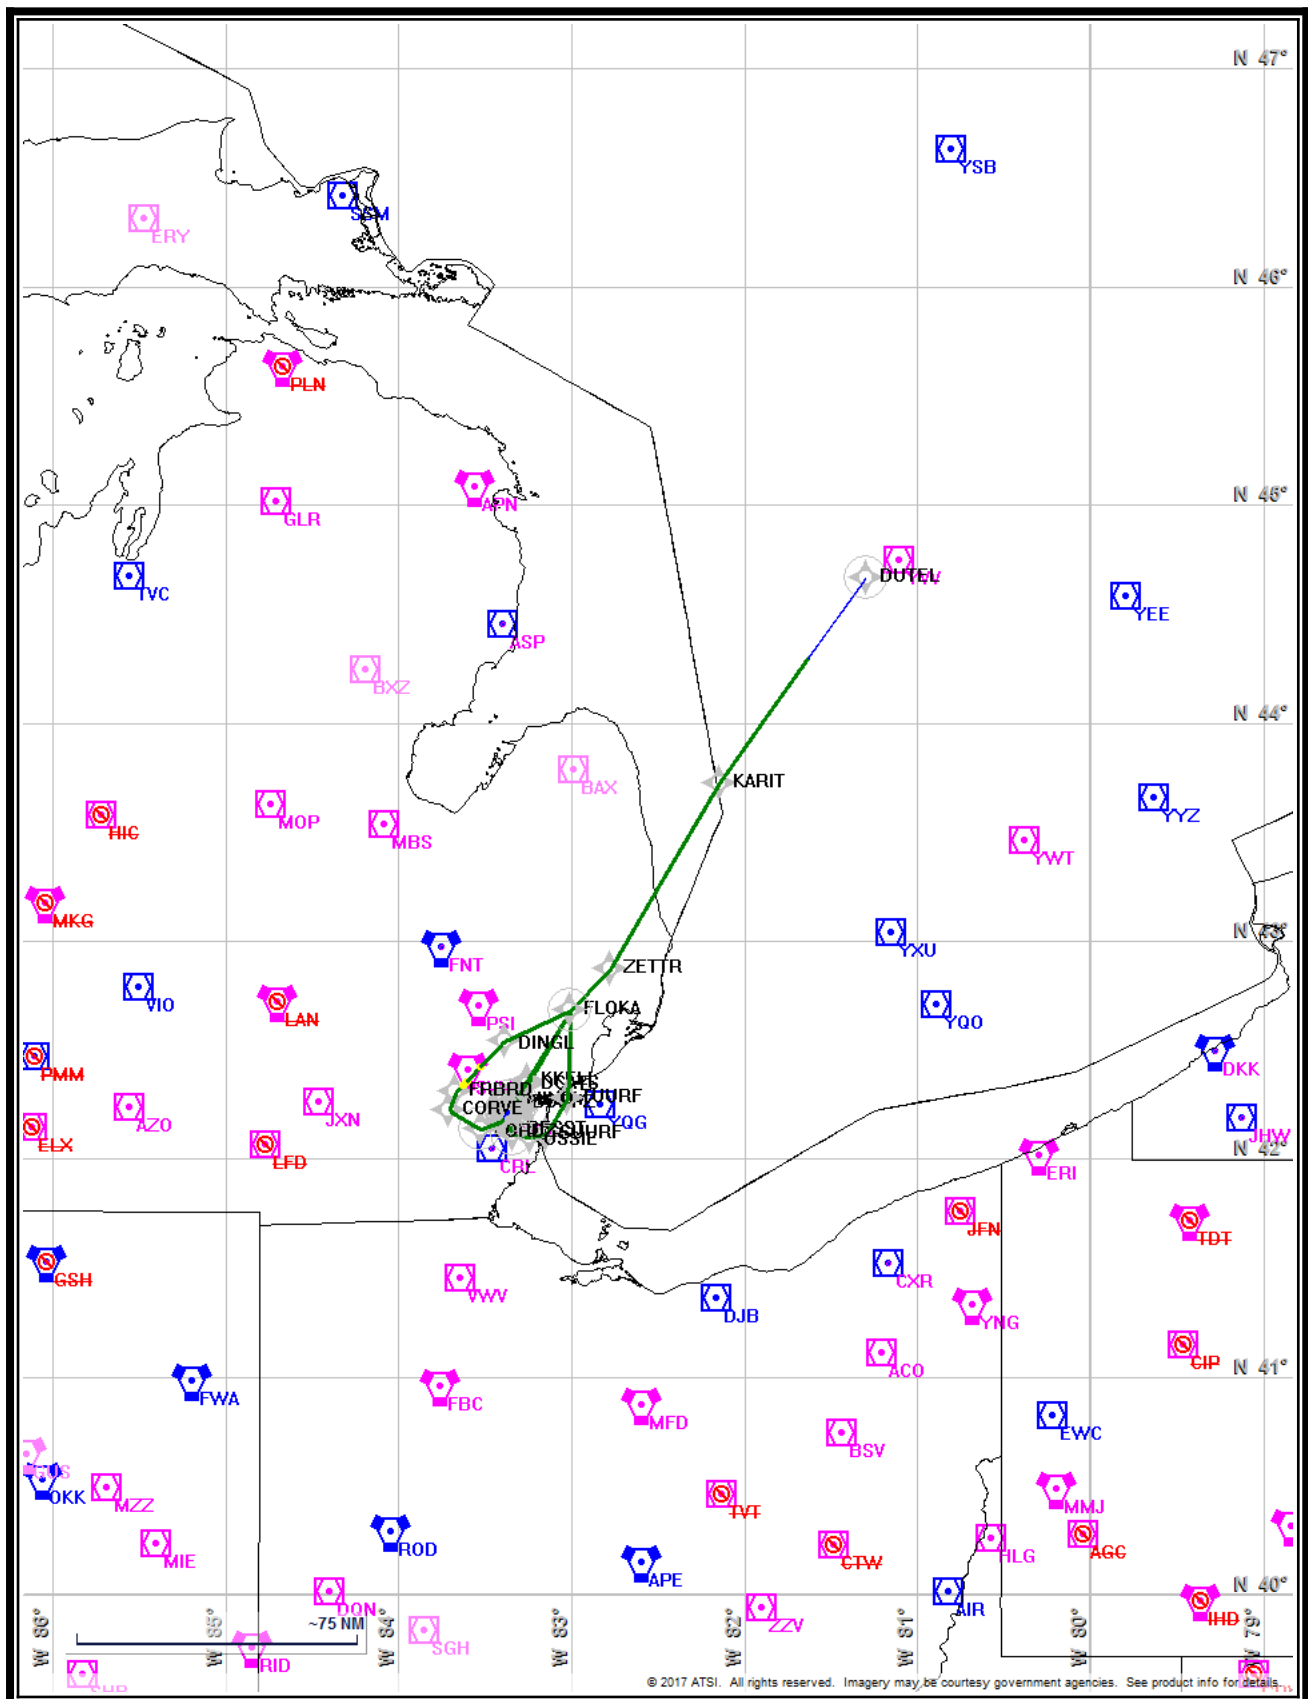 N 47°
YSB
SSM
ERY
N 46°
PLN
APN
N 45°
GLR
DUTEL
TVC
YEE
ASP
BXZ
N 44°
KARIT
BAX
YYZ
HIC
MOP
MBS
YWT
MKG
N 43°
YXU
FNT
ZETTR
VIO
LAN
PSI
FLOKA
YQO
DINGL
PMM
DKK
FRBRD
CORVE
AZO
JXN
YQG
JHW
ELX
LFD
N 42°
CRL
ERI
JFN
TDT
GSH
VWV
CXR
DJB
YNG
CIP
ACO
N 41°
FWA
FBC
MFD
EWC
BSV
OKK
MZZ
TVT
MMJ
ROD
MIE
CTW
HLG
AGC
APE
N 40°
DQN
AIR
IHD
ZZV
~75 NM
SGH
RID
W 86°
W 85°
W 84°
W 83°
W 82°
W 81°
W 80°
W 79°
© 2017 ATSI. All rights reserved. Imagery may be courtesy government agencies. See product info for details.